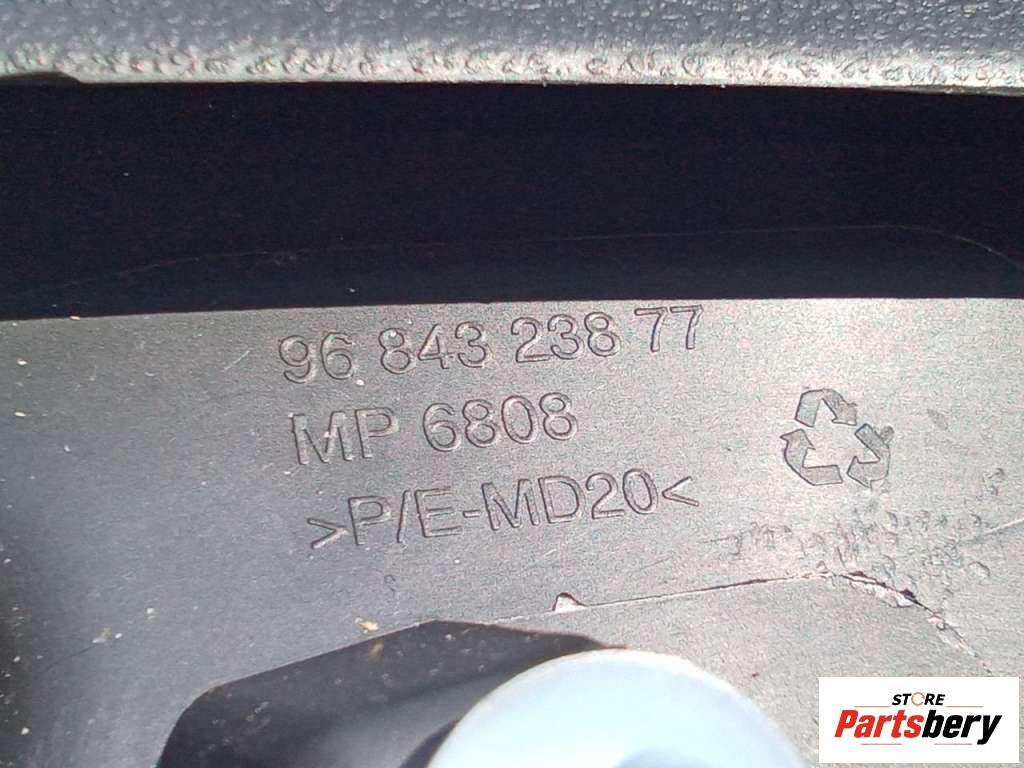 96 843 238 77
MP 6808
>P/E-MD20<
STORE
Partsbery